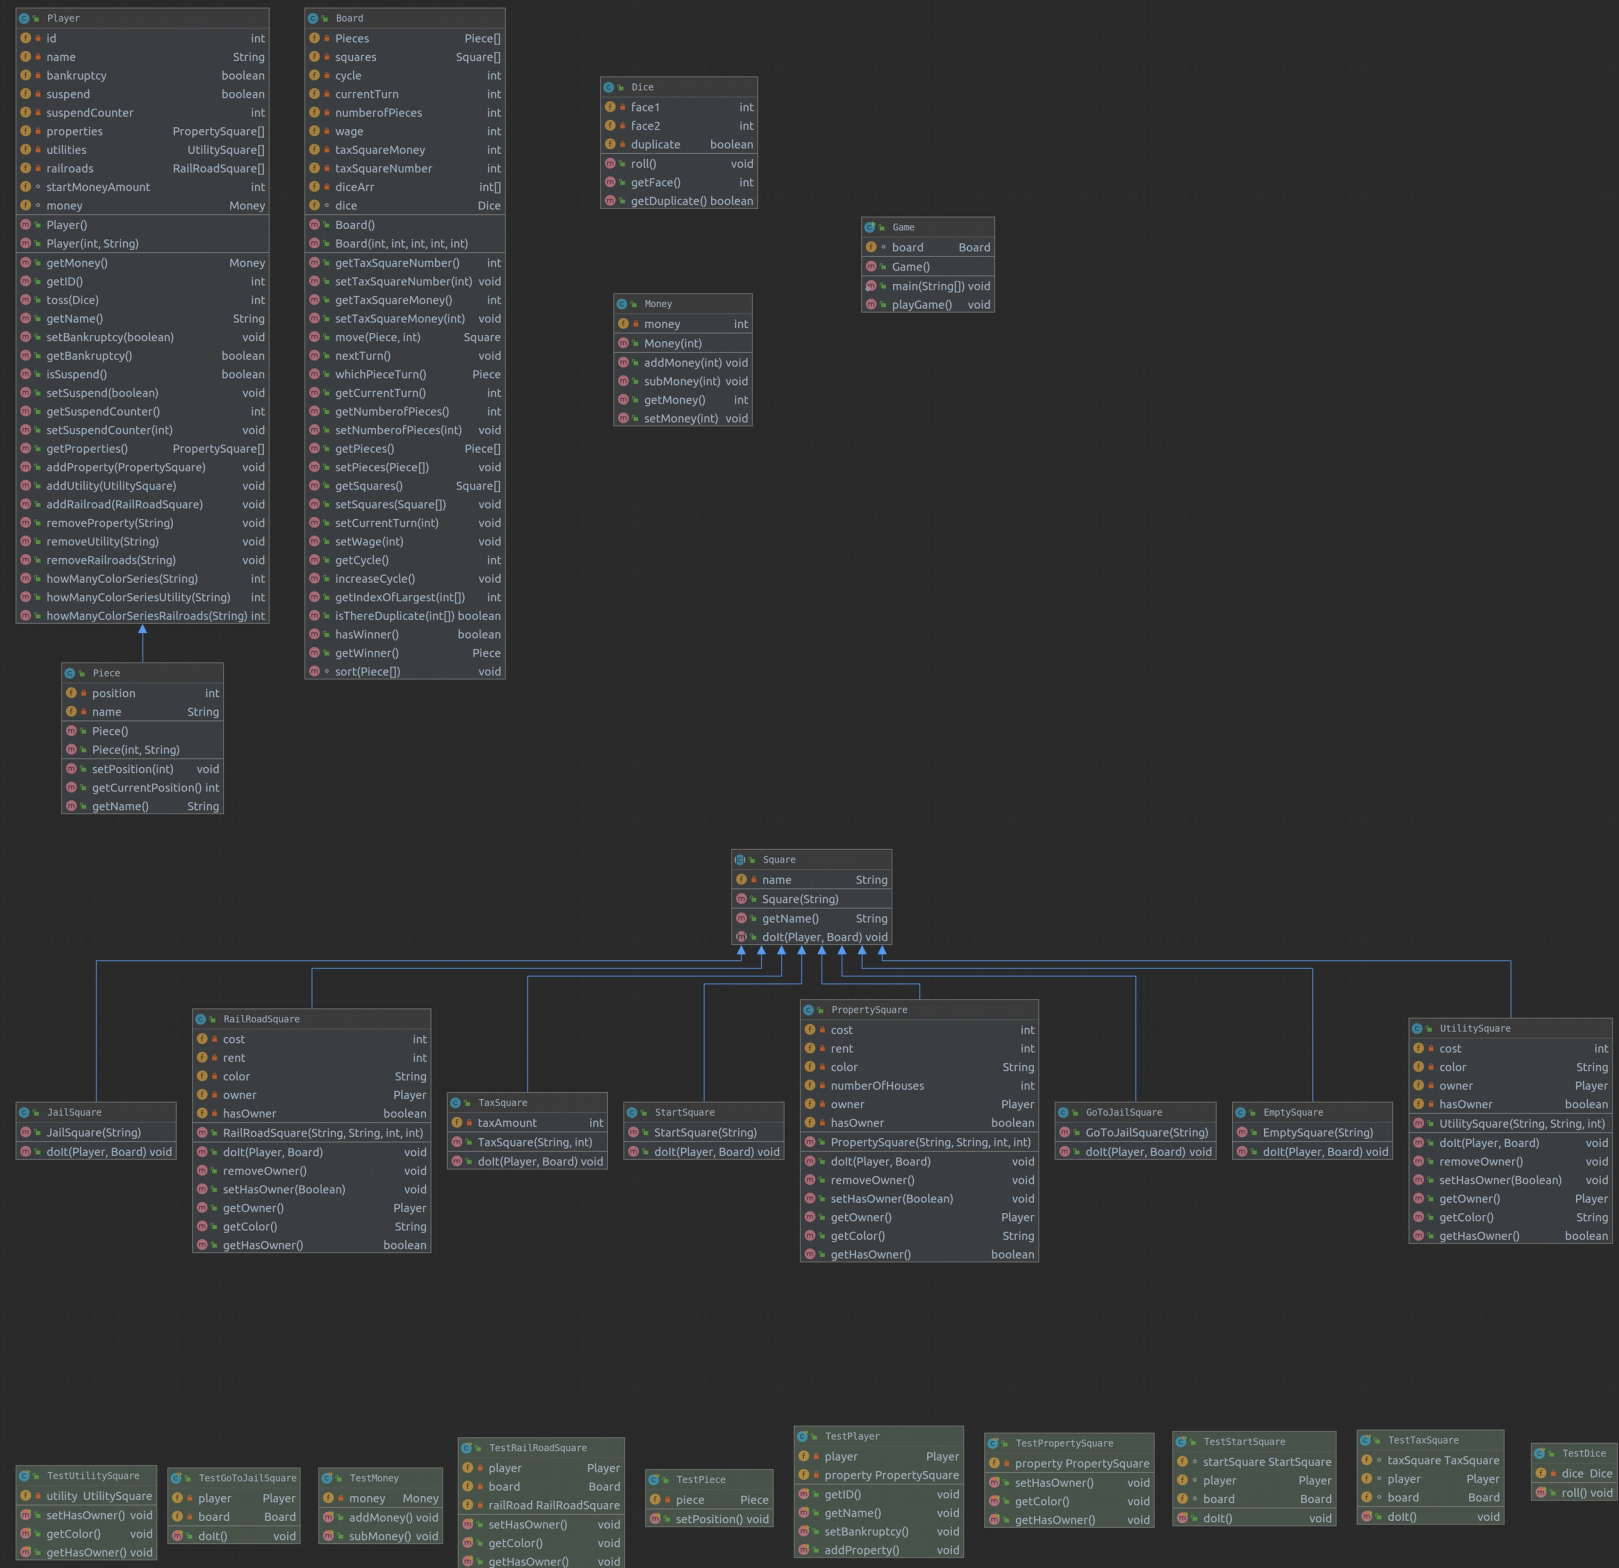 Player
id int
name String
bankruptcy boolean
suspend boolean
suspendCounter int
properties PropertySquare[]
utilities UtilitySquare[]
railroads RailRoadSquare[]
startMoneyAmount int
money Money
Player()
Player(int, String)
getMoney() Money
getID() int
toss(Dice) int
getName() String
setBankruptcy(boolean) void
getBankruptcy() boolean
isSuspend() boolean
setSuspend(boolean) void
getSuspendCounter() int
setSuspendCounter(int) void
getProperties() PropertySquare[]
addProperty(PropertySquare) void
addUtility(UtilitySquare) void
addRailroad(RailRoadSquare) void
removeProperty(String) void
removeUtility(String) void
removeRailroads(String) void
howManyColorSeries(String) int
howManyColorSeriesUtility(String) int
howManyColorSeriesRailroads(String) int
Board
Pieces Piece[]
squares Square[]
cycle int
currentTurn int
numberofPieces int
wage int
taxSquareMoney int
taxSquareNumber int
diceArr int[]
dice Dice
Board()
Board(int, int, int, int, int)
getTaxSquareNumber() int
setTaxSquareNumber(int) void
getTaxSquareMoney() int
setTaxSquareMoney(int) void
move(Piece, int) Square
nextTurn() void
whichPieceTurn() Piece
getCurrentTurn() int
getNumberofPieces() int
setNumberofPieces(int) void
getPieces() Piece[]
setPieces(Piece[]) void
getSquares() Square[]
setSquares(Square[]) void
setCurrentTurn(int) void
setWage(int) void
getCycle() int
increaseCycle() void
getIndexOfLargest(int[]) int
isThereDuplicate(int[]) boolean
hasWinner() boolean
getWinner() Piece
sort(Piece[]) void
Dice
face1 int
face2 int
duplicate boolean
roll() void
getFace() int
getDuplicate() boolean
Game
board Board
Game()
main(String[]) void
playGame() void
Money
money int
Money(int)
addMoney(int) void
subMoney(int) void
getMoney() int
setMoney(int) void
Piece
position int
name String
Piece()
Piece(int, String)
setPosition(int) void
getCurrentPosition() int
getName() String
Square
name String
Square(String)
getName() String
doIt(Player, Board) void
JailSquare
JailSquare(String)
doIt(Player, Board) void
RailRoadSquare
cost int
rent int
color String
owner Player
hasOwner boolean
RailRoadSquare(String, String, int, int)
doIt(Player, Board) void
removeOwner() void
setHasOwner(Boolean) void
getOwner() Player
getColor() String
getHasOwner() boolean
TaxSquare
taxAmount int
TaxSquare(String, int)
doIt(Player, Board) void
StartSquare
StartSquare(String)
doIt(Player, Board) void
PropertySquare
cost int
rent int
color String
numberOfHouses int
owner Player
hasOwner boolean
PropertySquare(String, String, int, int)
doIt(Player, Board) void
removeOwner() void
setHasOwner(Boolean) void
getOwner() Player
getColor() String
getHasOwner() boolean
GoToJailSquare
GoToJailSquare(String)
doIt(Player, Board) void
EmptySquare
EmptySquare(String)
doIt(Player, Board) void
UtilitySquare
cost int
color String
owner Player
hasOwner boolean
UtilitySquare(String, String, int)
doIt(Player, Board) void
removeOwner() void
setHasOwner(Boolean) void
getOwner() Player
getColor() String
getHasOwner() boolean
TestUtilitySquare
utility UtilitySquare
setHasOwner() void
getColor() void
getHasOwner() void
TestGoToJailSquare
player Player
board Board
doIt() void
TestMoney
money Money
addMoney() void
subMoney() void
TestRailRoadSquare
player Player
board Board
railRoad RailRoadSquare
setHasOwner() void
getColor() void
getHasOwner() void
TestPiece
piece Piece
setPosition() void
TestPlayer
player Player
property PropertySquare
getID() void
getName() void
setBankruptcy() void
addProperty() void
TestPropertySquare
property PropertySquare
setHasOwner() void
getColor() void
getHasOwner() void
TestStartSquare
startSquare StartSquare
player Player
board Board
doIt() void
TestTaxSquare
taxSquare TaxSquare
player Player
board Board
doIt() void
TestDice
dice Dice
roll() void